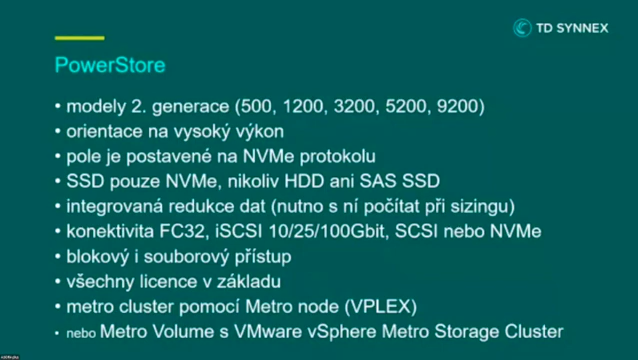 TD SYNNEX
PowerStore
• modely 2. generace (500, 1200, 3200, 5200, 9200)
• orientace na vysoký výkon
• pole je postavené na NVMe protokolu
• SSD pouze NVMe, nikoliv HDD ani SAS SSD
• integrovaná redukce dat (nutno s ní počítat při sizingu)
• konektivita FC32, iSCSI 10/25/100Gbit, SCSI nebo NVMe
• blokový i souborový přístup
• všechny licence v základu
• metro cluster pomocí Metro node (VPLEX)
• nebo Metro Volume s VMware vSphere Metro Storage Cluster